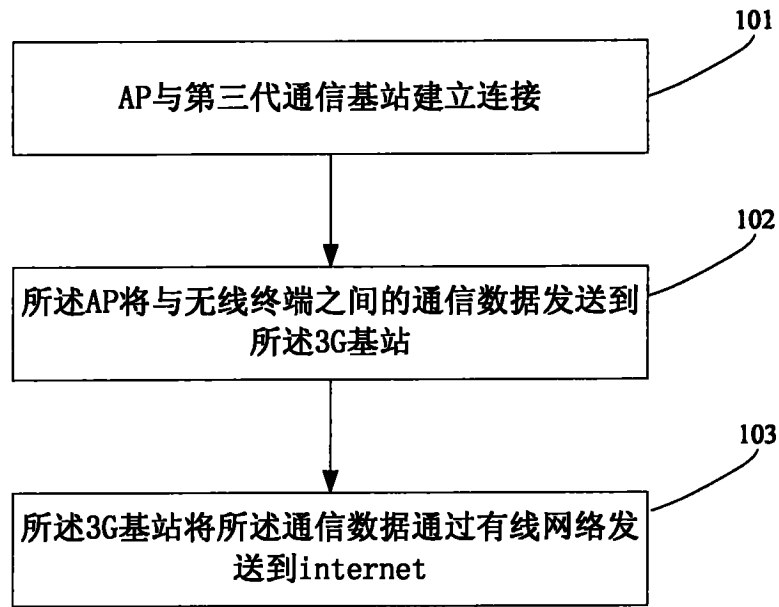 101
AP与第三代通信基站建立连接
102
所述AP将与无线终端之间的通信数据发送到
所述3G基站
103
所述3G基站将所述通信数据通过有线网络发
送到internet